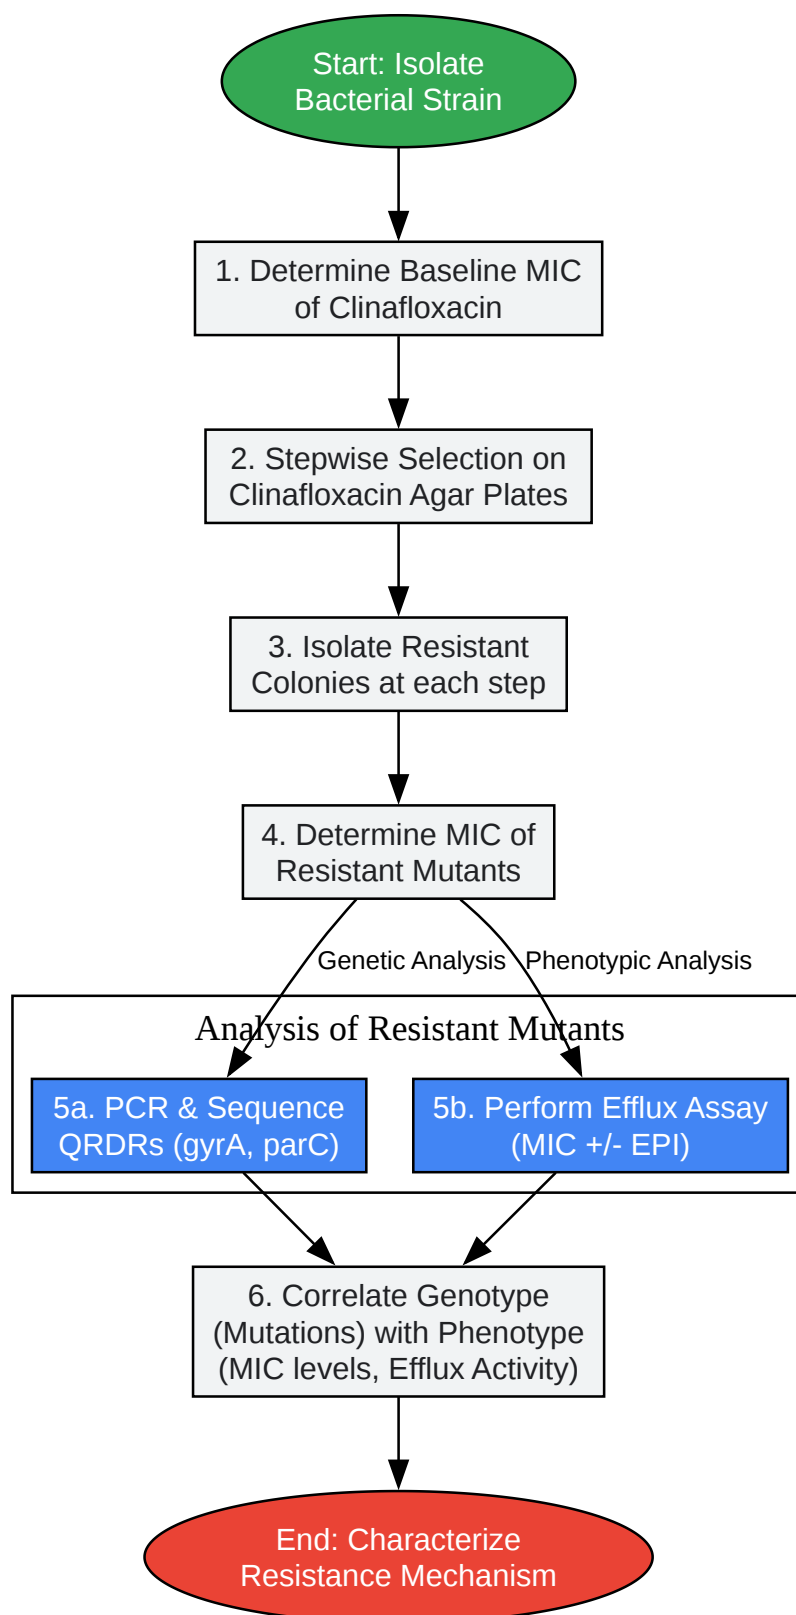 Start: Isolate
Bacterial Strain
1. Determine Baseline MIC
of Clinafloxacin
2. Stepwise Selection on
Clinafloxacin Agar Plates
3. Isolate Resistant
Colonies at each step
4. Determine MIC of
Resistant Mutants
Genetic Analysis
Phenotypic Analysis
Analysis of Resistant Mutants
5a. PCR & Sequence
QRDRs (gyrA, parC)
5b. Perform Efflux Assay
(MIC +/- EPI)
6. Correlate Genotype
(Mutations) with Phenotype
(MIC levels, Efflux Activity)
End: Characterize
Resistance Mechanism